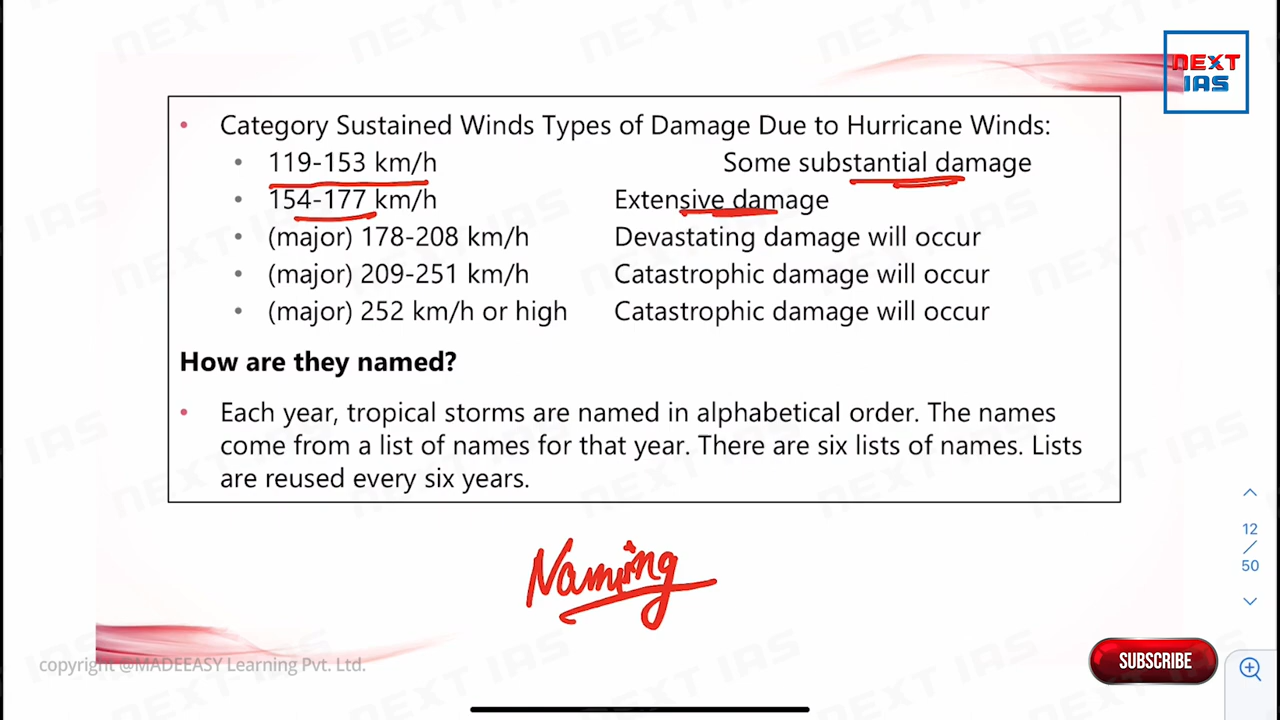 NEXT
IAS
• Category Sustained Winds Types of Damage Due to Hurricane Winds:
• 119-153 km/h Some substantial damage
• 154-177 km/h Extensive damage
• (major) 178-208 km/h Devastating damage will occur
• (major) 209-251 km/h Catastrophic damage will occur
• (major) 252 km/h or high Catastrophic damage will occur
How are they named?
• Each year, tropical storms are named in alphabetical order. The names
come from a list of names for that year. There are six lists of names. Lists
are reused every six years.
Naming
12
/
50
copyright @MADEEASY Learning Pvt. Ltd.
SUBSCRIBE